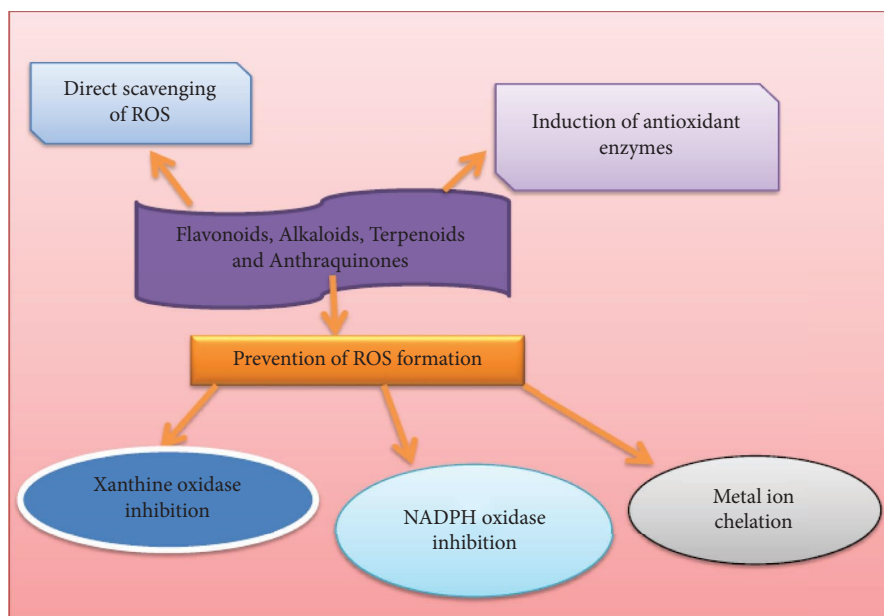 Direct scavenging
of ROS
Induction of antioxidant
enzymes
Flavonoids, Alkaloids, Terpenoids
and Anthraquinones
Prevention of ROS formation
Xanthine oxidase
inhibition
NADPH oxidase
inhibition
Metal ion
chelation